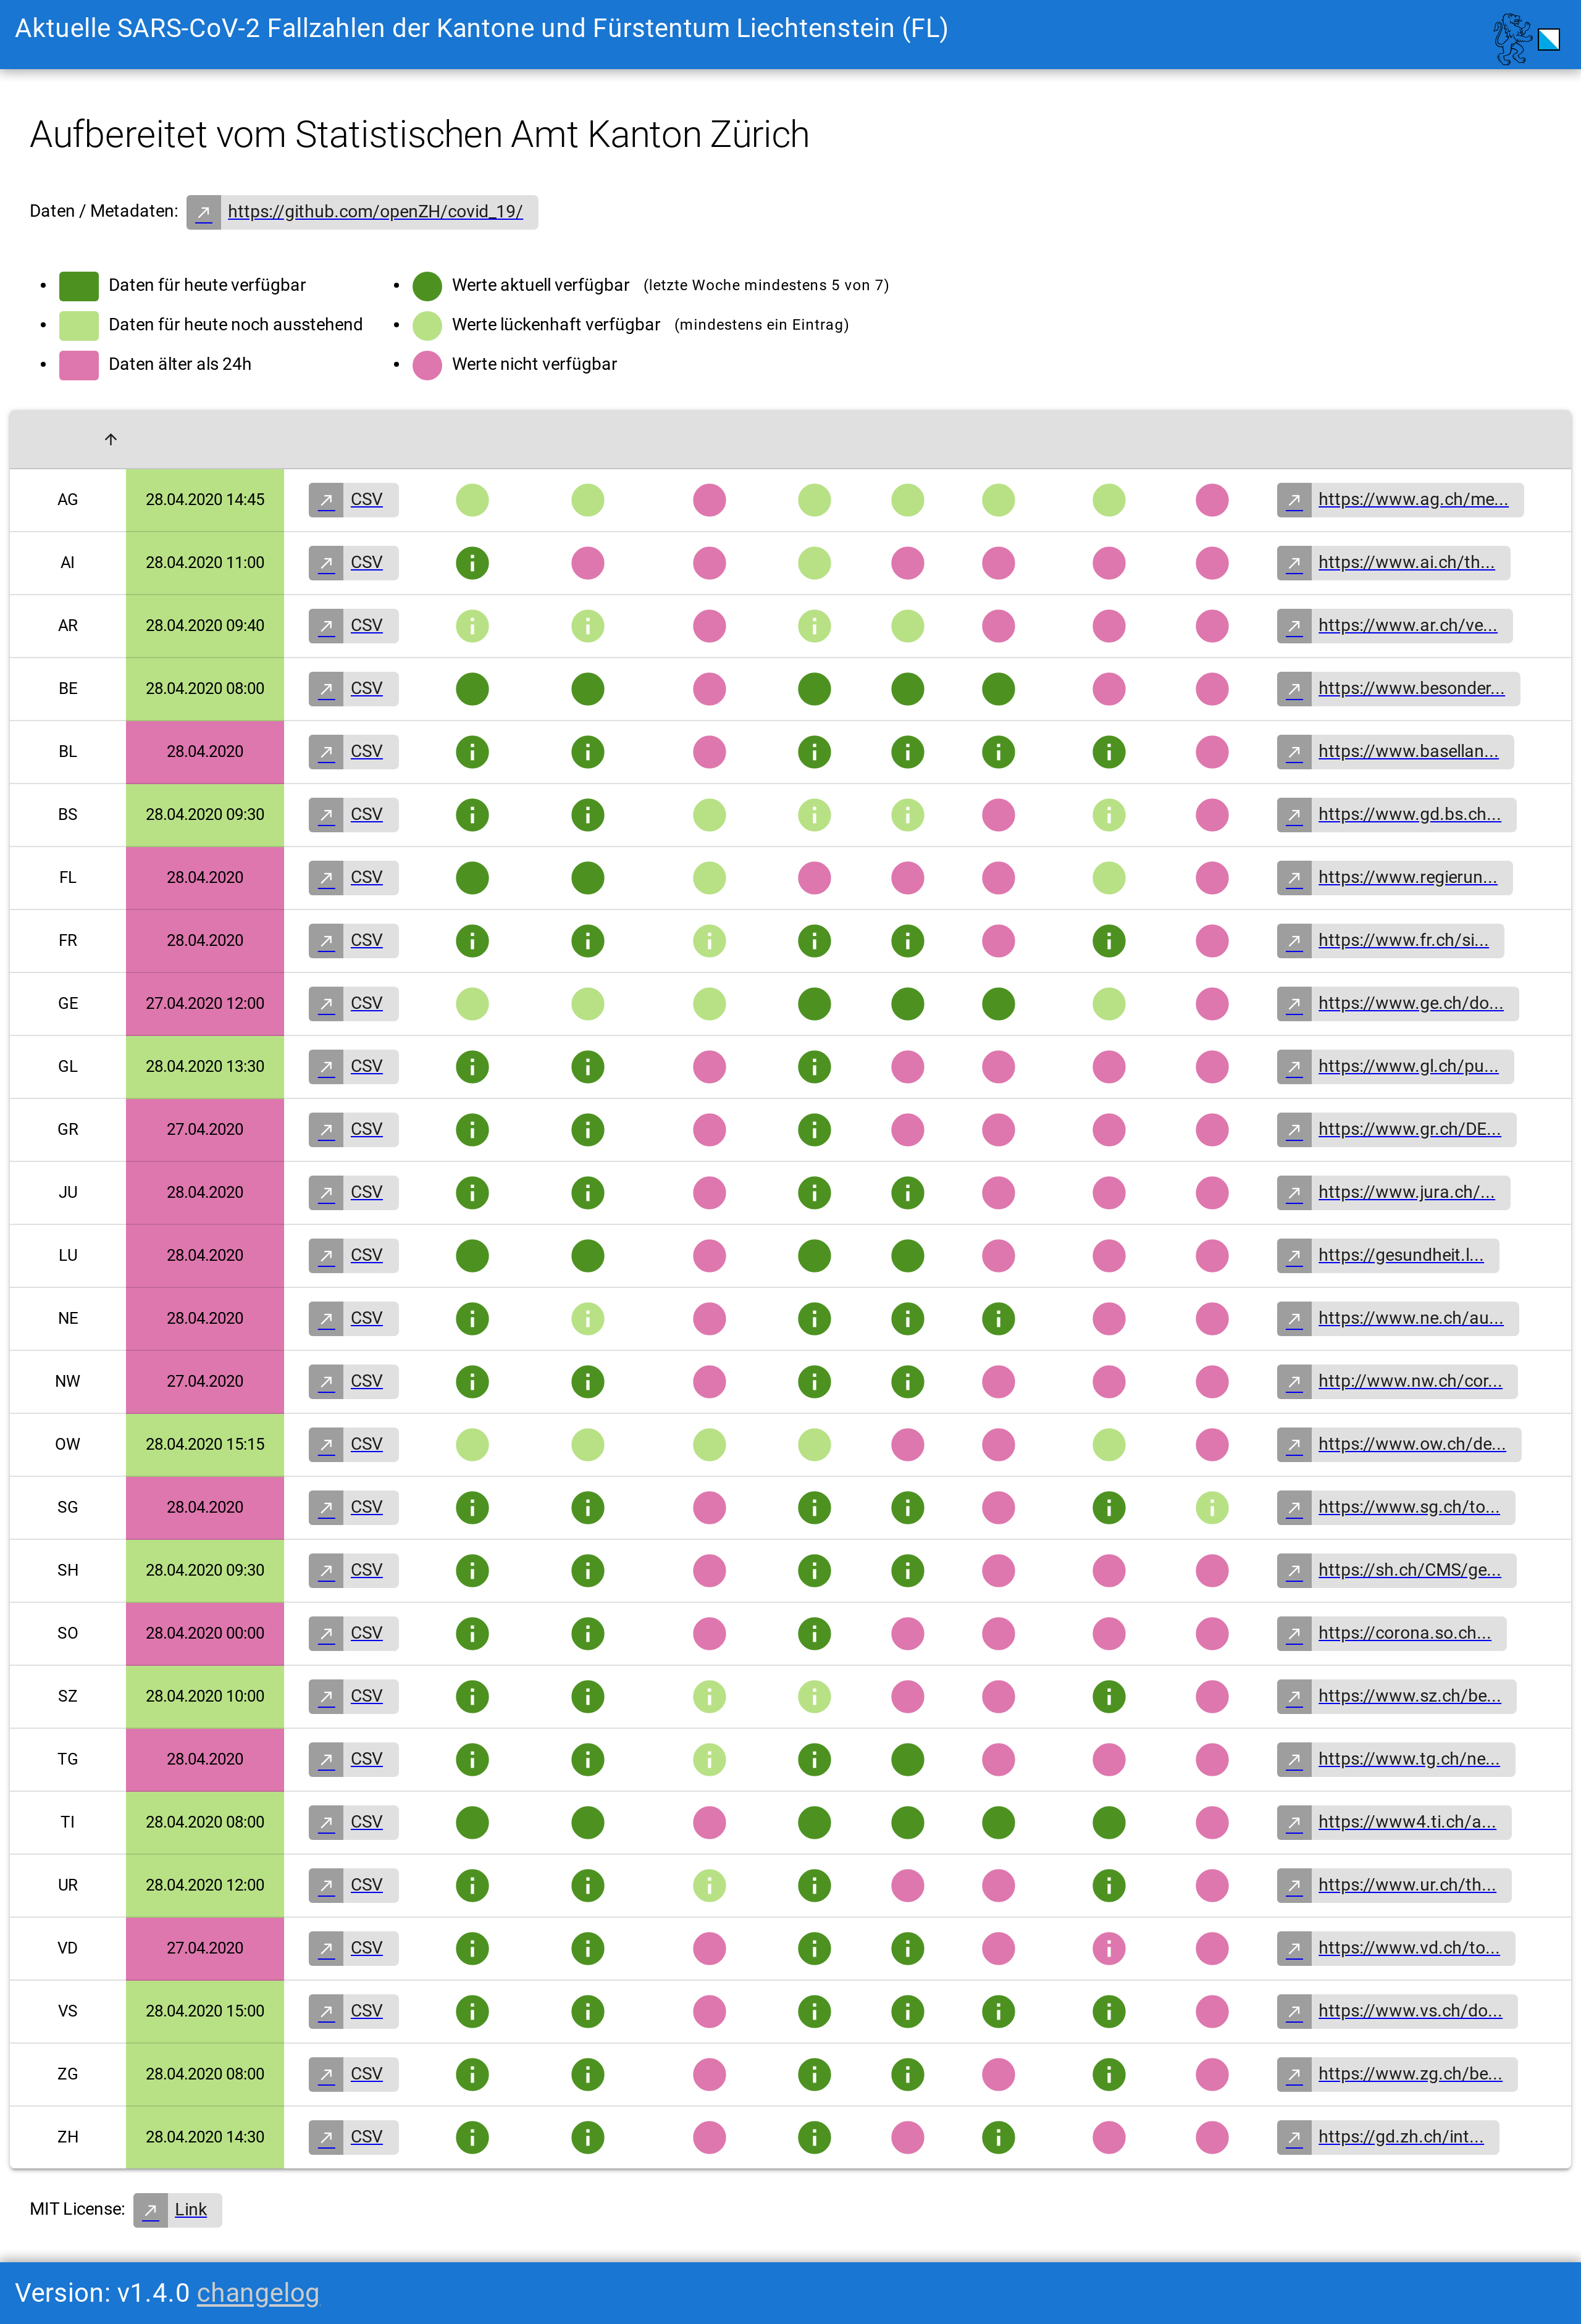 Aktuelle SARS-CoV-2 Fallzahlen der Kantone und Fürstentum Liechtenstein (FL)
Aufbereitet vom Statistischen Amt Kanton Zürich
Daten / Metadaten: https://github.com/openZH/covid_19/
Daten für heute verfügbar
Daten für heute noch ausstehend
Daten älter als 24h
Werte aktuell verfügbar (letzte Woche mindestens 5 von 7)
Werte lückenhaft verfügbar (mindestens ein Eintrag)
Werte nicht verfügbar
AG 28.04.2020 14:45 CSV https://www.ag.ch/me...
AI 28.04.2020 11:00 CSV https://www.ai.ch/th...
AR 28.04.2020 09:40 CSV https://www.ar.ch/ve...
BE 28.04.2020 08:00 CSV https://www.besonder...
BL 28.04.2020 CSV https://www.basellan...
BS 28.04.2020 09:30 CSV https://www.gd.bs.ch...
FL 28.04.2020 CSV https://www.regierun...
FR 28.04.2020 CSV https://www.fr.ch/si...
GE 27.04.2020 12:00 CSV https://www.ge.ch/do...
GL 28.04.2020 13:30 CSV https://www.gl.ch/pu...
GR 27.04.2020 CSV https://www.gr.ch/DE...
JU 28.04.2020 CSV https://www.jura.ch/...
LU 28.04.2020 CSV https://gesundheit.l...
NE 28.04.2020 CSV https://www.ne.ch/au...
NW 27.04.2020 CSV http://www.nw.ch/cor...
OW 28.04.2020 15:15 CSV https://www.ow.ch/de...
SG 28.04.2020 CSV https://www.sg.ch/to...
SH 28.04.2020 09:30 CSV https://sh.ch/CMS/ge...
SO 28.04.2020 00:00 CSV https://corona.so.ch...
SZ 28.04.2020 10:00 CSV https://www.sz.ch/be...
TG 28.04.2020 CSV https://www.tg.ch/ne...
TI 28.04.2020 08:00 CSV https://www4.ti.ch/a...
UR 28.04.2020 12:00 CSV https://www.ur.ch/th...
VD 27.04.2020 CSV https://www.vd.ch/to...
VS 28.04.2020 15:00 CSV https://www.vs.ch/do...
ZG 28.04.2020 08:00 CSV https://www.zg.ch/be...
ZH 28.04.2020 14:30 CSV https://gd.zh.ch/int...
MIT License: Link
Version: v1.4.0 changelog